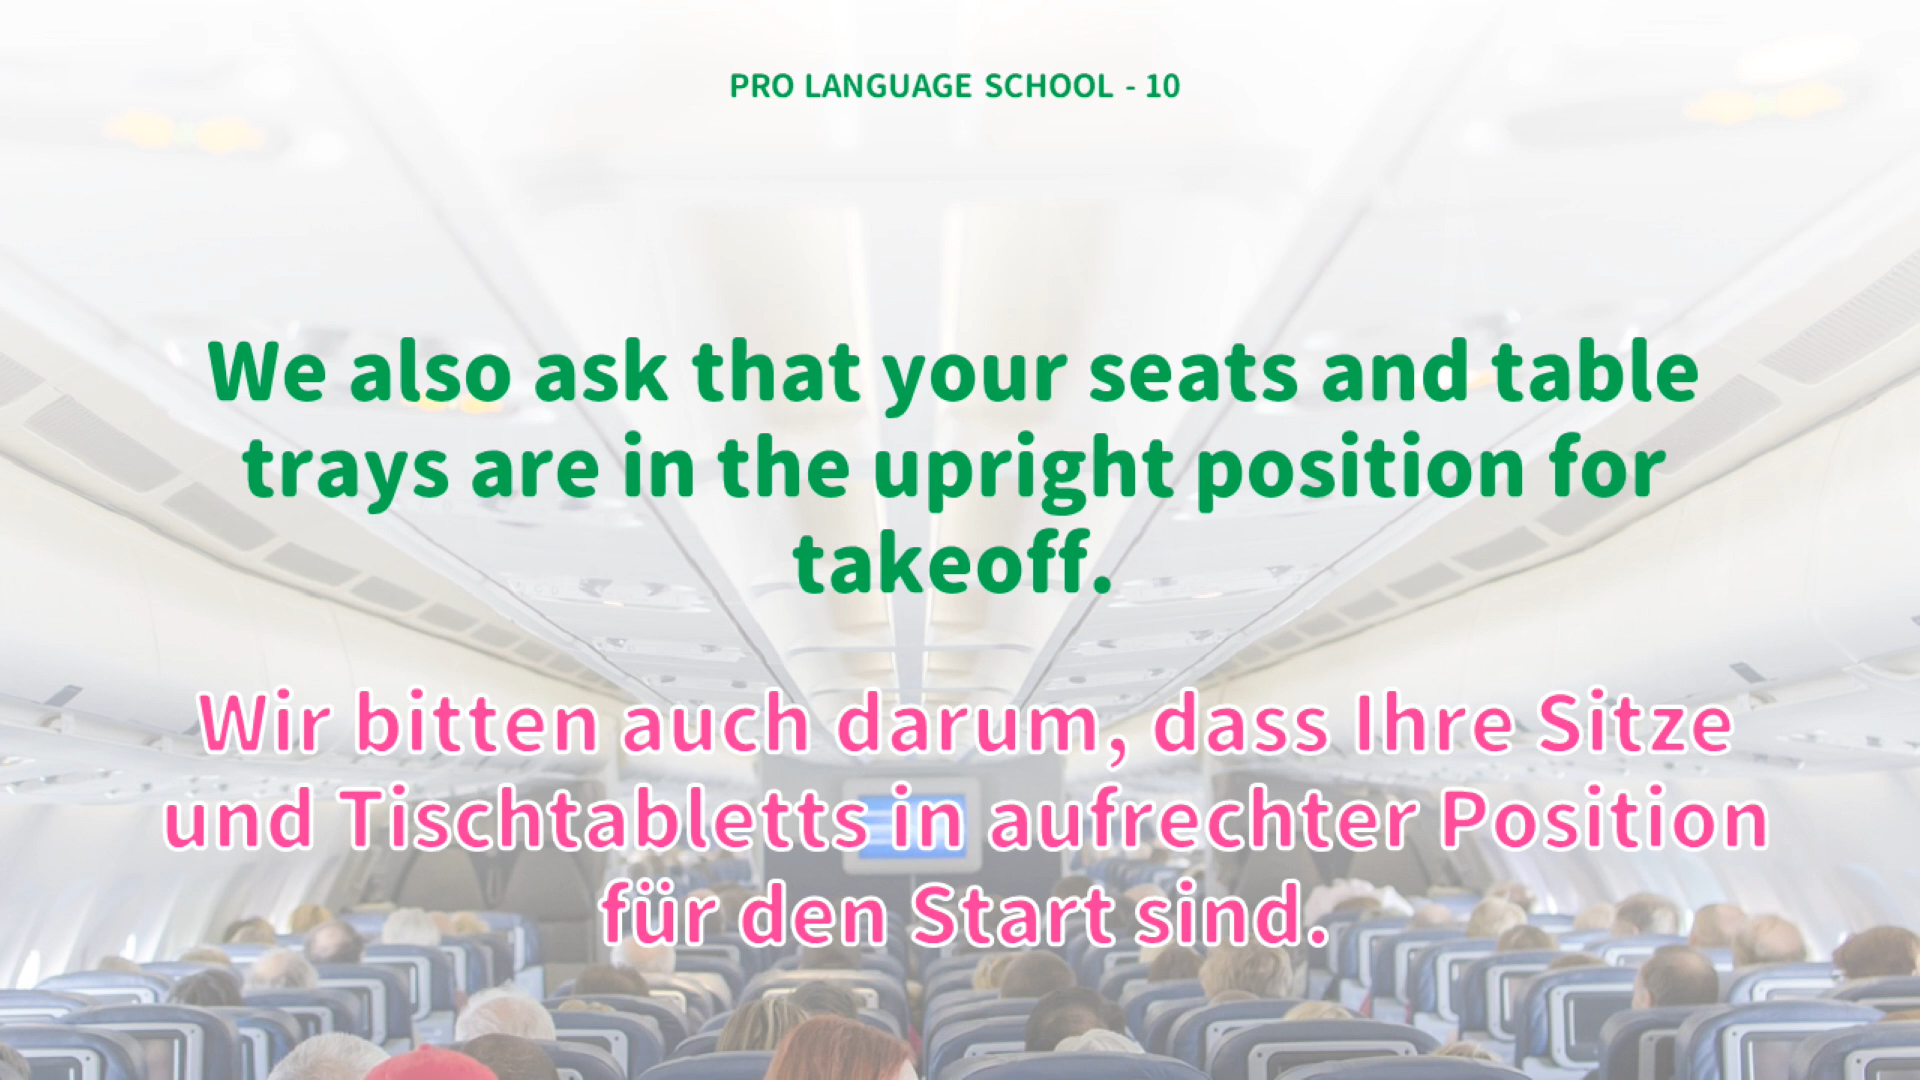 PRO LANGUAGE SCHOOL - 10
We also ask that your seats and table
trays are in the upright position for
takeoff.
Wir bitten auch darum, dass Ihre Sitze
und Tischtabletts in aufrechter Position
für den Start sind.